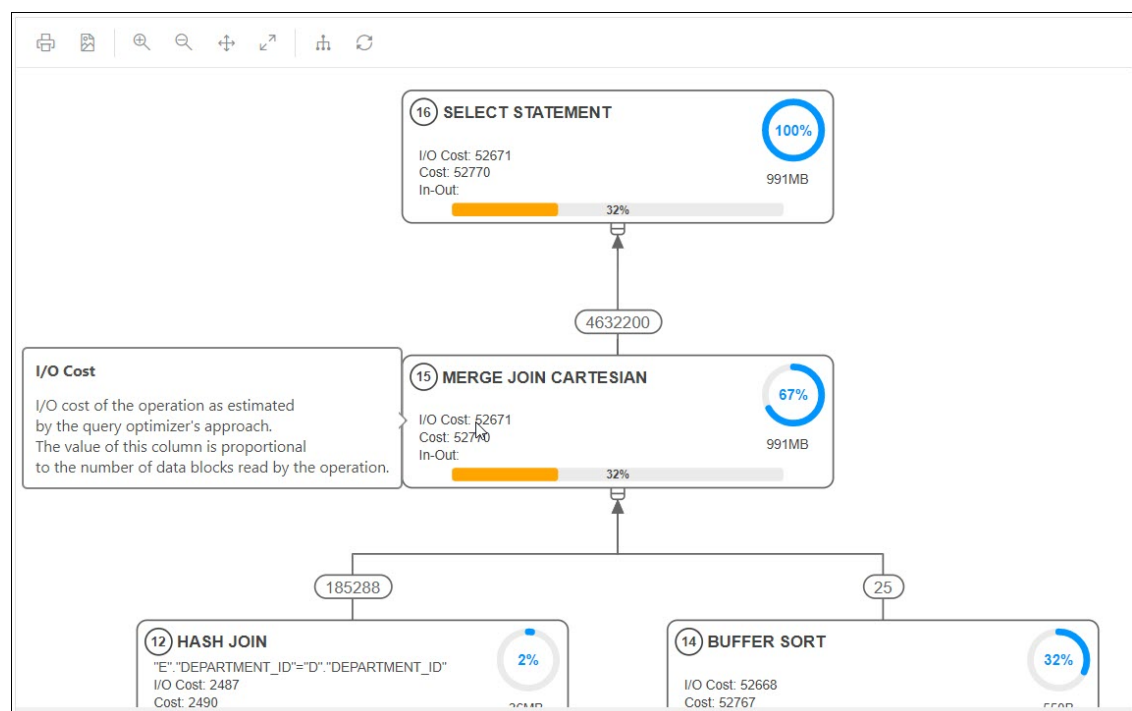 16 SELECT STATEMENT
100%
I/O Cost: 52671
Cost: 52770
In-Out:
991MB
32%
4632200
I/O Cost
I/O cost of the operation as estimated
by the query optimizer's approach.
The value of this column is proportional
to the number of data blocks read by the operation.
15 MERGE JOIN CARTESIAN
67%
I/O Cost: 52671
Cost: 52770
In-Out:
991MB
32%
185288
25
12 HASH JOIN
"E"."DEPARTMENT_ID"="D"."DEPARTMENT_ID"
2%
I/O Cost: 2487
Cost: 2490
14 BUFFER SORT
32%
I/O Cost: 52668
Cost: 52767